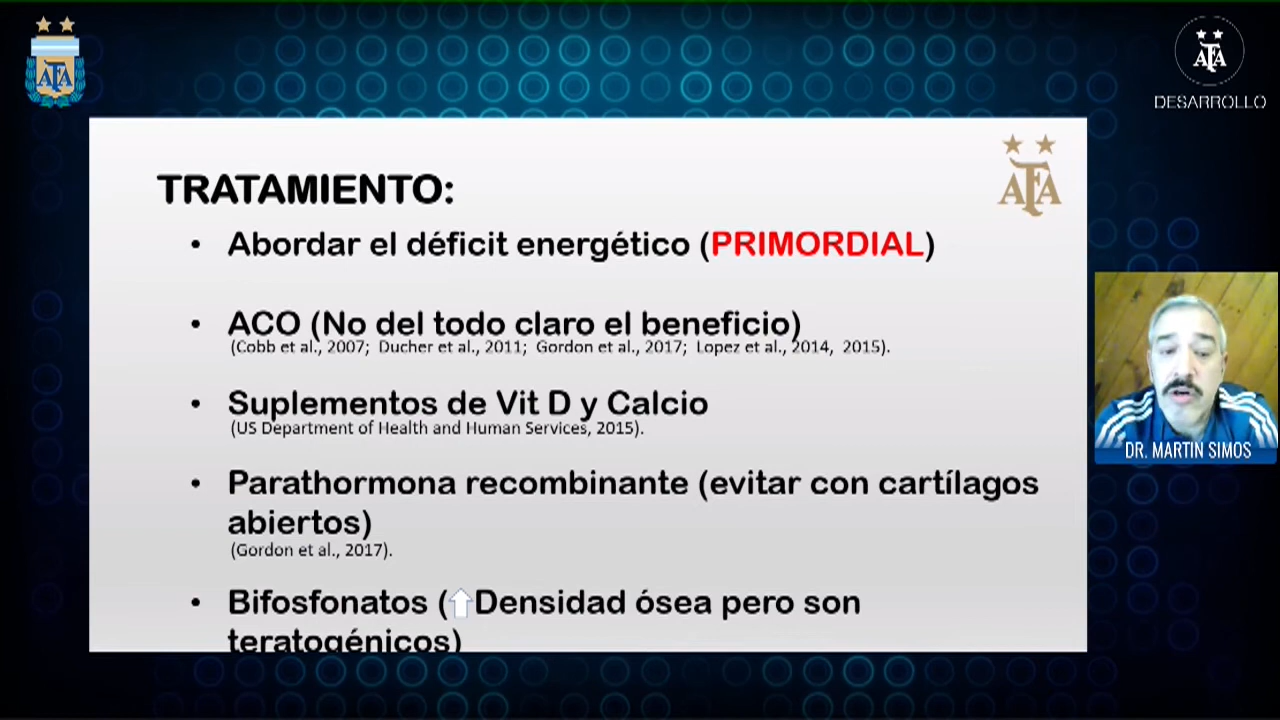 AFA
AFA
DESARROLLO
AFA
TRATAMIENTO:
• Abordar el déficit energético (PRIMORDIAL)
• ACO (No del todo claro el beneficio)
(Cobb et al., 2007; Ducher et al., 2011; Gordon et al., 2017; Lopez et al., 2014, 2015).
• Suplementos de Vit D y Calcio
(US Department of Health and Human Services, 2015).
• Parathormona recombinante (evitar con cartílagos
abiertos)
(Gordon et al., 2017).
• Bifosfonatos (⇧Densidad ósea pero son
teratogénicos)
DR. MARTIN SIMOS